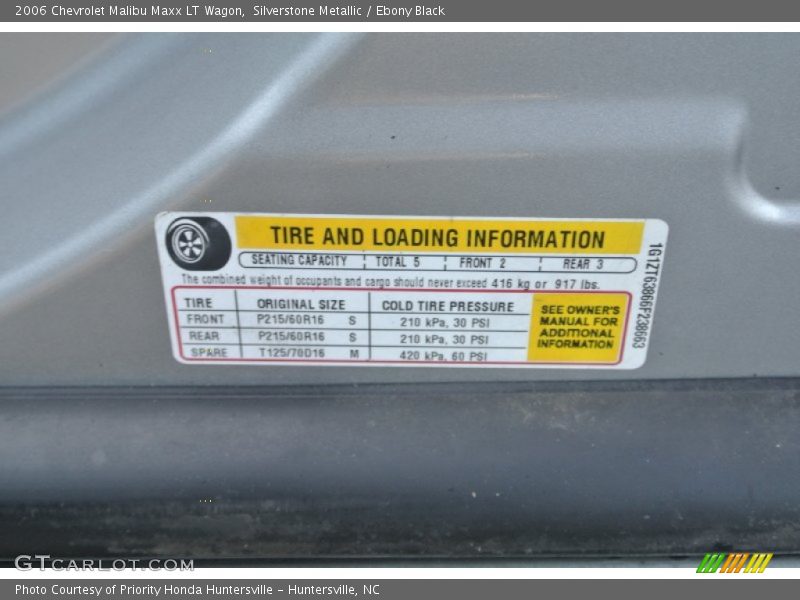 2006 Chevrolet Malibu Maxx LT Wagon,  Silverstone Metallic / Ebony Black
TIRE AND LOADING INFORMATION
SEATING CAPACITY TOTAL 5 FRONT 2 REAR 3
The combined weight of occupants and cargo should never exceed 416 kg or 917 lbs.
TIRE ORIGINAL SIZE COLD TIRE PRESSURE
FRONT P215/60R16 S 210 kPa, 30 PSI
REAR P215/60R16 S 210 kPa, 30 PSI
SPARE T125/70D16 M 420 kPa, 60 PSI
SEE OWNER'S
MANUAL FOR
ADDITIONAL
INFORMATION
1G1ZT63866F238663
GTCARLOT.COM
Photo Courtesy of Priority Honda Huntersville - Huntersville, NC